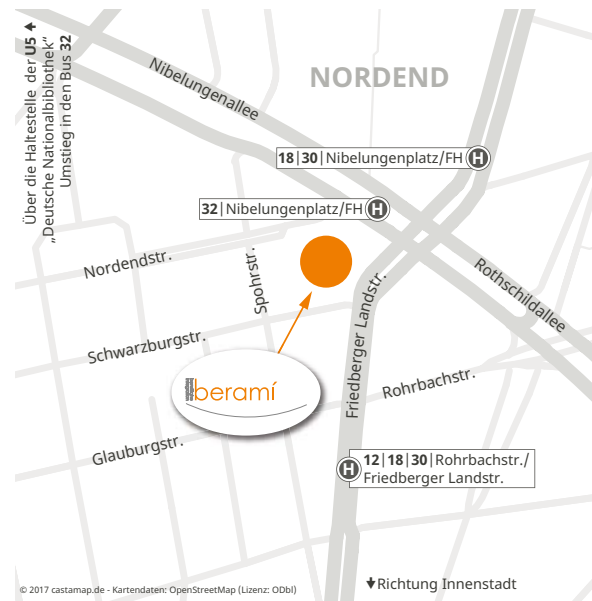 Über die Haltestelle der U5
„Deutsche Nationalbibliothek“
Umstieg in den Bus 32
Nibelungenallee
NORDEND
18|30|Nibelungenplatz/FH H
32|Nibelungenplatz/FH H
Nordendstr.
Spohrstr.
Rothschildallee
Schwarzburgstr.
Friedberger Landstr.
Rohrbachstr.
beramí
Glauburgstr.
H 12|18|30|Rohrbachstr./
Friedberger Landstr.
© 2017 castamap.de - Kartendaten: OpenStreetMap (Lizenz: ODbl)
Richtung Innenstadt